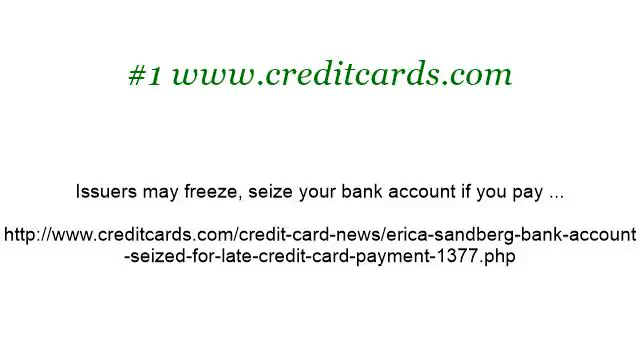 #1 www.creditcards.com
Issuers may freeze, seize your bank account if you pay ...
http://www.creditcards.com/credit-card-news/erica-sandberg-bank-account
-seized-for-late-credit-card-payment-1377.php